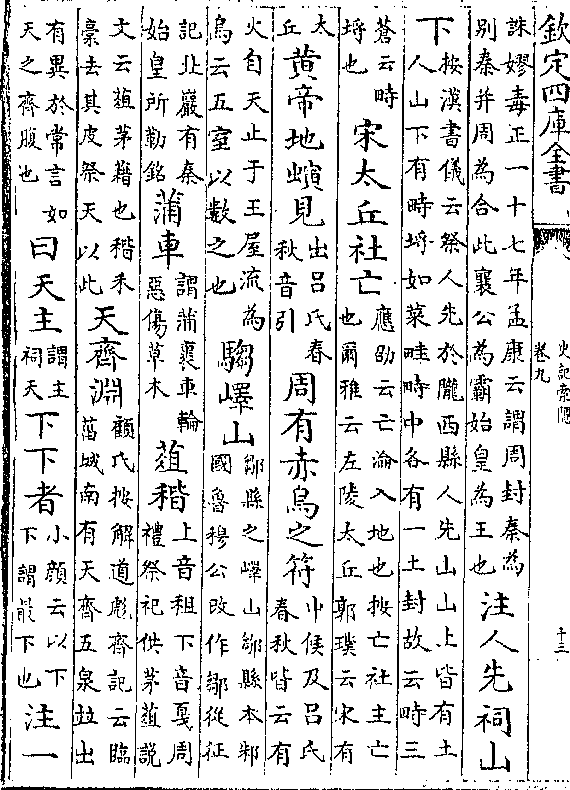 欽定四庫全書
史記索隱
卷九
十三
誅嫪毒正一十七年孟康云謂周封秦為
别秦并周為合此襄公為霸始皇為王也
注人先祠山
下
按漢書儀云祭人先於隴西縣人先山山上皆有土
人山下有時埒如菜畦時中各有一土封故云時三
蒼云時
埒也
宋太丘社亡
應劭云亡淪入地也按亡社主亡
也爾雅云左陵太丘郭璞云宋有
太
丘
黄帝地螾見
出吕氏春
秋音引
周有赤烏之符
中候及吕氏
春秋皆云有
火自天止于王屋流為
烏云五室以數之也
騶嶧山
鄒縣之嶧山鄒縣本邾
國魯穆公改作鄒從征
記北巖有秦
始皇所勒銘
蒲車
謂蒲裹車輪
惡傷草木
葅稭
上音租下音戛周
禮祭祀供茅葅説
文云葅茅藉也稭禾
槀去其皮祭天以此
天齊淵
顧氏按解道彪齊記云臨
菑城南有天齊五泉並出
有異於常言如
天之齊腹也
曰天主
謂主
祠天
下下者
小顔云以下
下謂最下也
注一